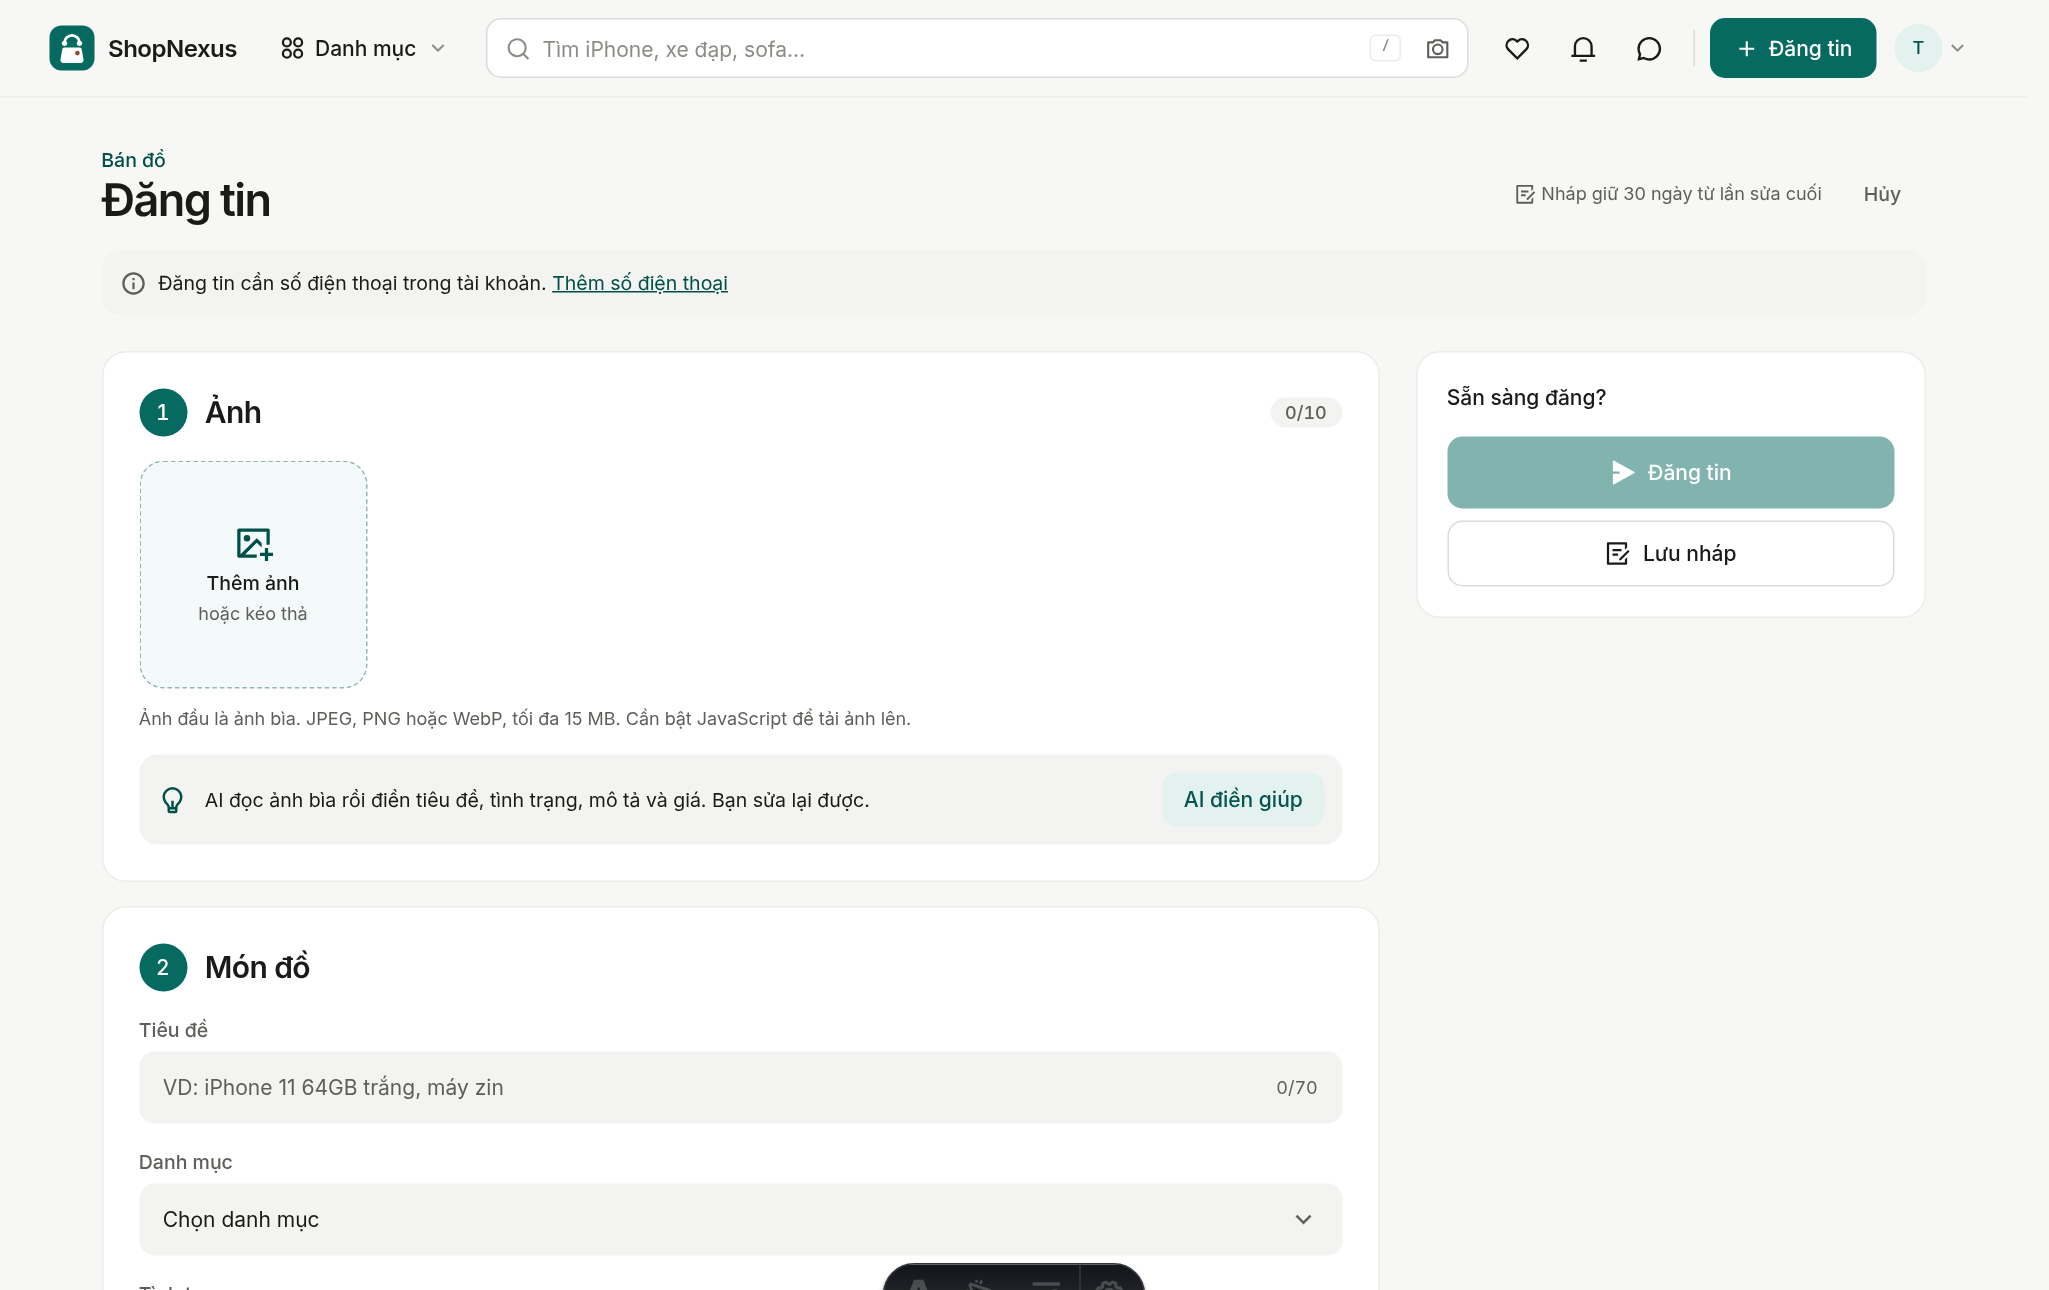 ShopNexus
Danh mục
Tìm iPhone, xe đạp, sofa...
/
Đăng tin
T
Bán đồ
Đăng tin
Nháp giữ 30 ngày từ lần sửa cuối
Hủy
Đăng tin cần số điện thoại trong tài khoản. Thêm số điện thoại
1
Ảnh
0/10
Thêm ảnh
hoặc kéo thả
Ảnh đầu là ảnh bìa. JPEG, PNG hoặc WebP, tối đa 15 MB. Cần bật JavaScript để tải ảnh lên.
AI đọc ảnh bìa rồi điền tiêu đề, tình trạng, mô tả và giá. Bạn sửa lại được.
AI điền giúp
Sẵn sàng đăng?
Đăng tin
Lưu nháp
2
Món đồ
Tiêu đề
VD: iPhone 11 64GB trắng, máy zin
0/70
Danh mục
Chọn danh mục